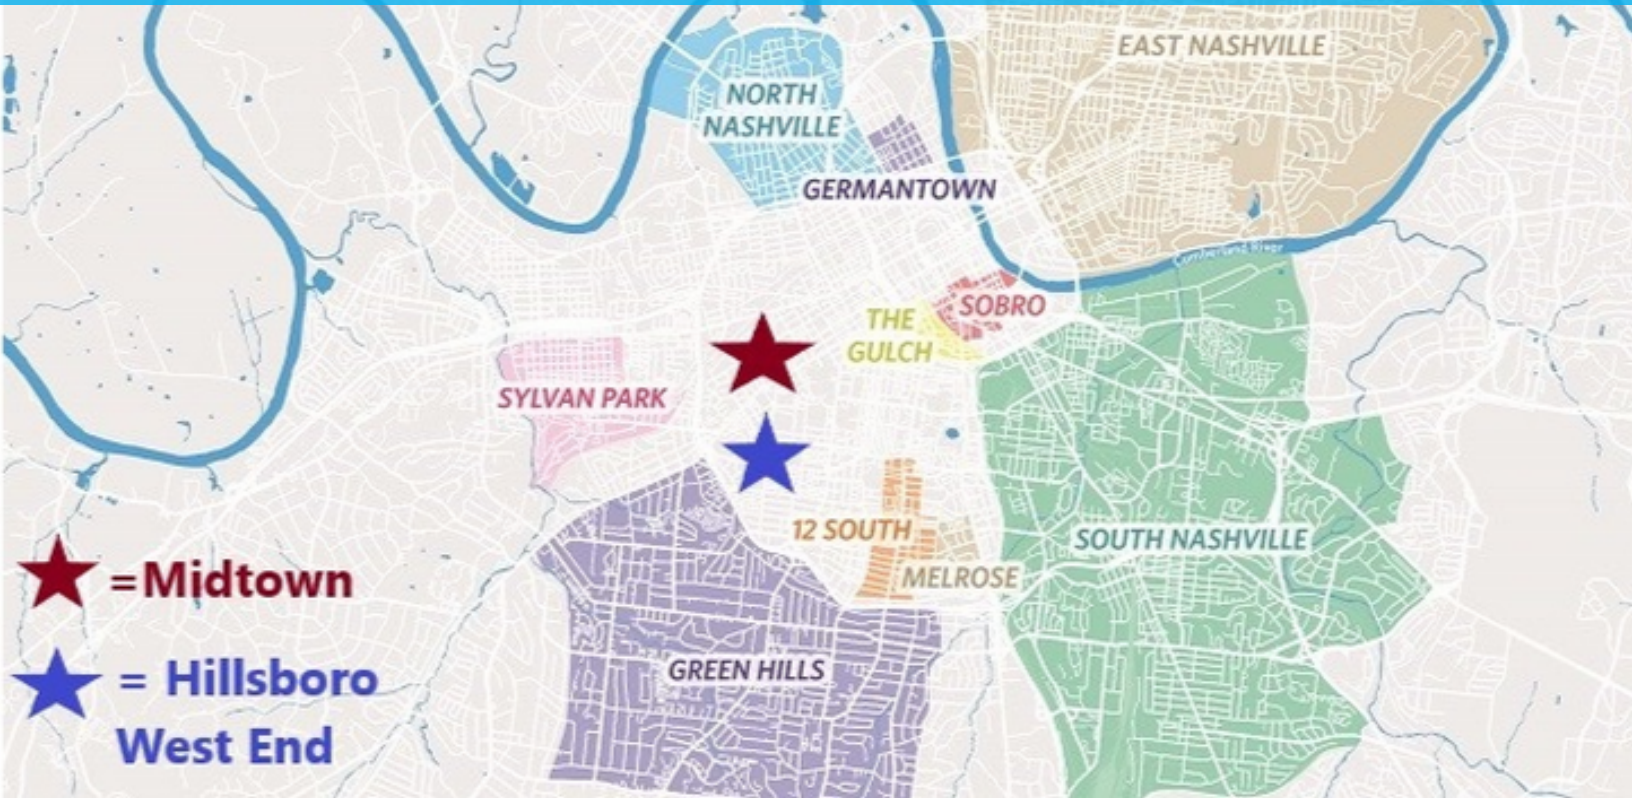 EAST NASHVILLE
NORTH
NASHVILLE
GERMANTOWN
Cumberland River
SOBRO
THE
GULCH
SYLVAN PARK
12 SOUTH
SOUTH NASHVILLE
MELROSE
=Midtown
GREEN HILLS
= Hillsboro
West End